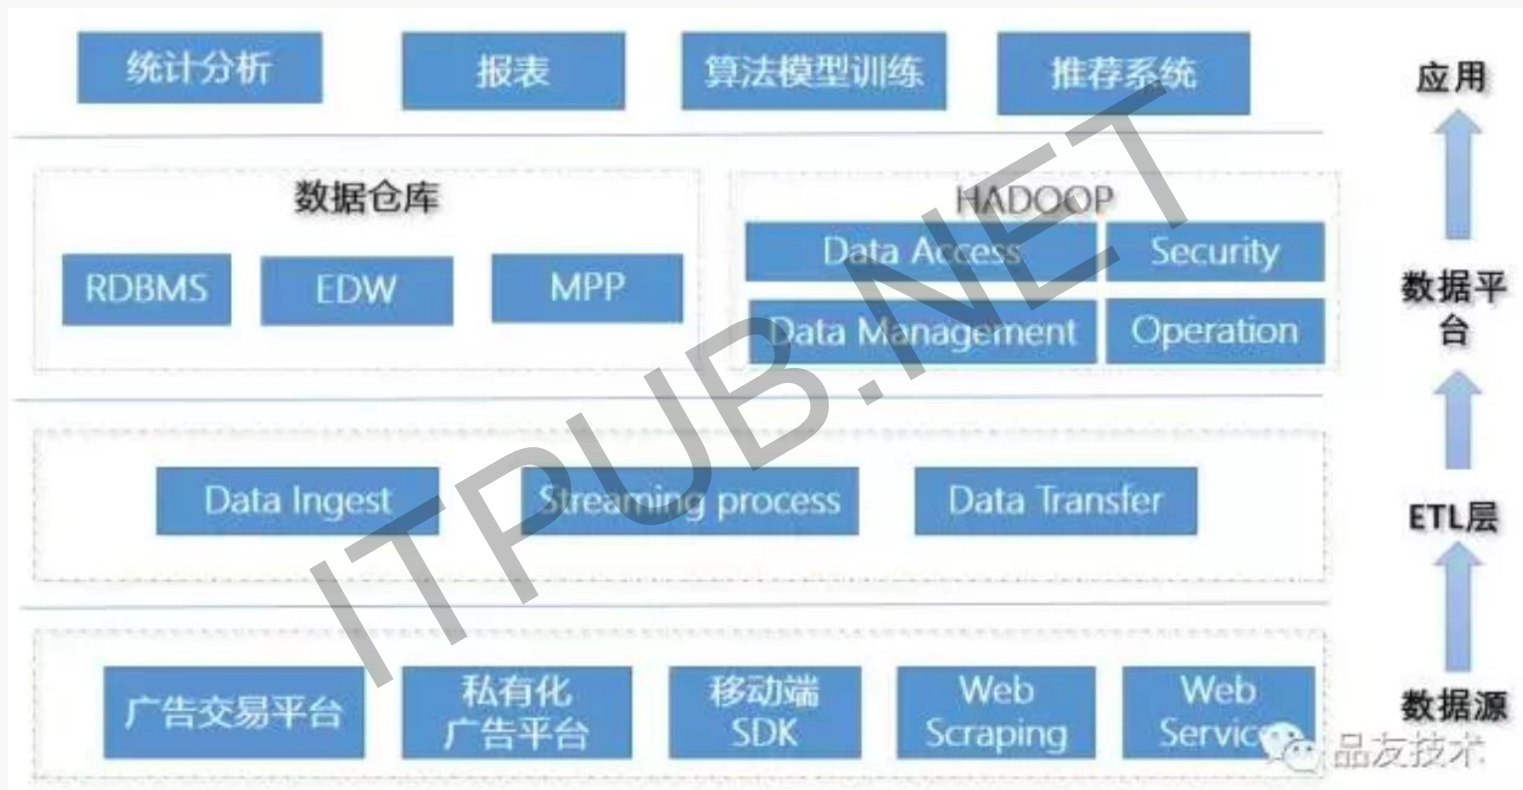 统计分析
报表
算法模型训练
推荐系统
应用
数据仓库
RDBMS
EDW
MPP
HADOOP
Data Access
Security
Data Management
Operation
数据平
台
Data Ingest
Streaming process
Data Transfer
ETL层
广告交易平台
私有化
广告平台
移动端
SDK
Web
Scraping
Web
Service
数据源
品友技术
ITPUB.NET